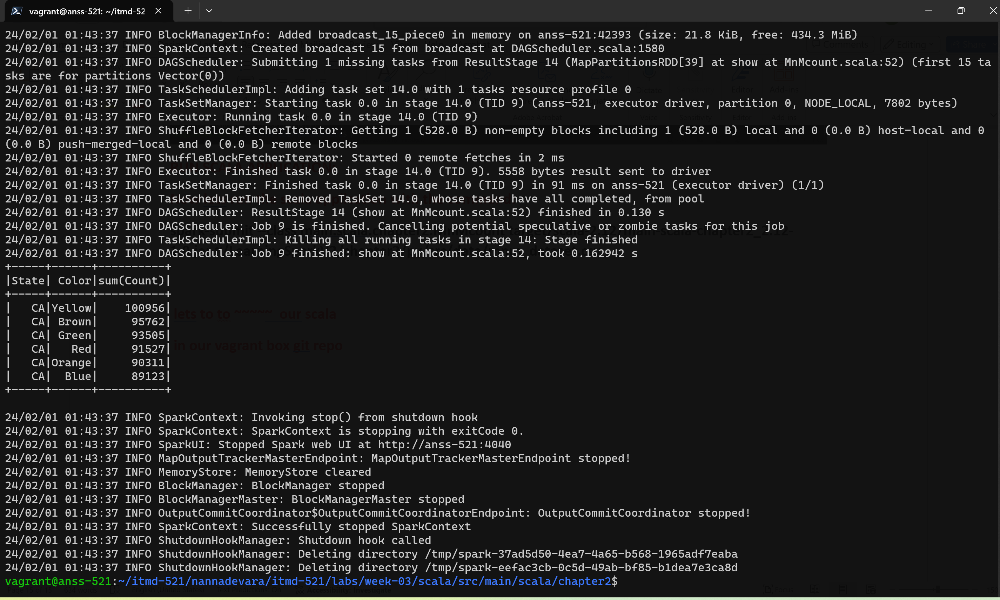 vagrant@anss-521: ~/itmd-52
24/02/01 01:43:37 INFO BlockManagerInfo: Added broadcast_15_piece0 in memory on anss-521:42393 (size: 21.8 KiB, free: 434.3 MiB)
24/02/01 01:43:37 INFO SparkContext: Created broadcast 15 from broadcast at DAGScheduler.scala:1580
24/02/01 01:43:37 INFO DAGScheduler: Submitting 1 missing tasks from ResultStage 14 (MapPartitionsRDD[39] at show at MnMcount.scala:52) (first 15 ta
sks are for partitions Vector(0))
24/02/01 01:43:37 INFO TaskSchedulerImpl: Adding task set 14.0 with 1 tasks resource profile 0
24/02/01 01:43:37 INFO TaskSetManager: Starting task 0.0 in stage 14.0 (TID 9) (anss-521, executor driver, partition 0, NODE_LOCAL, 7802 bytes)
24/02/01 01:43:37 INFO Executor: Running task 0.0 in stage 14.0 (TID 9)
24/02/01 01:43:37 INFO ShuffleBlockFetcherIterator: Getting 1 (528.0 B) non-empty blocks including 1 (528.0 B) local and 0 (0.0 B) host-local and 0
(0.0 B) push-merged-local and 0 (0.0 B) remote blocks
24/02/01 01:43:37 INFO ShuffleBlockFetcherIterator: Started 0 remote fetches in 2 ms
24/02/01 01:43:37 INFO Executor: Finished task 0.0 in stage 14.0 (TID 9). 5558 bytes result sent to driver
24/02/01 01:43:37 INFO TaskSetManager: Finished task 0.0 in stage 14.0 (TID 9) in 91 ms on anss-521 (executor driver) (1/1)
24/02/01 01:43:37 INFO TaskSchedulerImpl: Removed TaskSet 14.0, whose tasks have all completed, from pool
24/02/01 01:43:37 INFO DAGScheduler: ResultStage 14 (show at MnMcount.scala:52) finished in 0.130 s
24/02/01 01:43:37 INFO DAGScheduler: Job 9 is finished. Cancelling potential speculative or zombie tasks for this job
24/02/01 01:43:37 INFO TaskSchedulerImpl: Killing all running tasks in stage 14: Stage finished
24/02/01 01:43:37 INFO DAGScheduler: Job 9 finished: show at MnMcount.scala:52, took 0.162942 s
+-----+------+----------+
|State| Color|sum(Count)|
+-----+------+----------+
|   CA|Yellow|    100956|
|   CA| Brown|     95762|
|   CA| Green|     93505|
|   CA|   Red|     91527|
|   CA|Orange|     90311|
|   CA|  Blue|     89123|
+-----+------+----------+
lets to to ~~~~~ our scala
in our vagrant box git repo
24/02/01 01:43:37 INFO SparkContext: Invoking stop() from shutdown hook
24/02/01 01:43:37 INFO SparkContext: SparkContext is stopping with exitCode 0.
24/02/01 01:43:37 INFO SparkUI: Stopped Spark web UI at http://anss-521:4040
24/02/01 01:43:37 INFO MapOutputTrackerMasterEndpoint: MapOutputTrackerMasterEndpoint stopped!
24/02/01 01:43:37 INFO MemoryStore: MemoryStore cleared
24/02/01 01:43:37 INFO BlockManager: BlockManager stopped
24/02/01 01:43:37 INFO BlockManagerMaster: BlockManagerMaster stopped
24/02/01 01:43:37 INFO OutputCommitCoordinator$OutputCommitCoordinatorEndpoint: OutputCommitCoordinator stopped!
24/02/01 01:43:37 INFO SparkContext: Successfully stopped SparkContext
24/02/01 01:43:37 INFO ShutdownHookManager: Shutdown hook called
24/02/01 01:43:37 INFO ShutdownHookManager: Deleting directory /tmp/spark-37ad5d50-4ea7-4a65-b568-1965adf7eaba
24/02/01 01:43:37 INFO ShutdownHookManager: Deleting directory /tmp/spark-eefac3cb-0c5d-49ab-bf85-b1dea7e3ca8d
vagrant@anss-521:~/itmd-521/nannadevara/itmd-521/labs/week-03/scala/src/main/scala/chapter2$